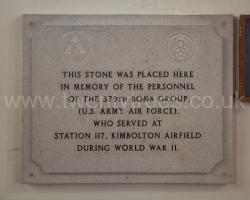 THIS STONE WAS PLACED HERE
IN MEMORY OF THE PERSONNEL
OF THE 379TH BOMB GROUP,
(U.S. ARMY AIR FORCE),
WHO SERVED AT
STATION 117, KIMBOLTON AIRFIELD
DURING WORLD WAR II.